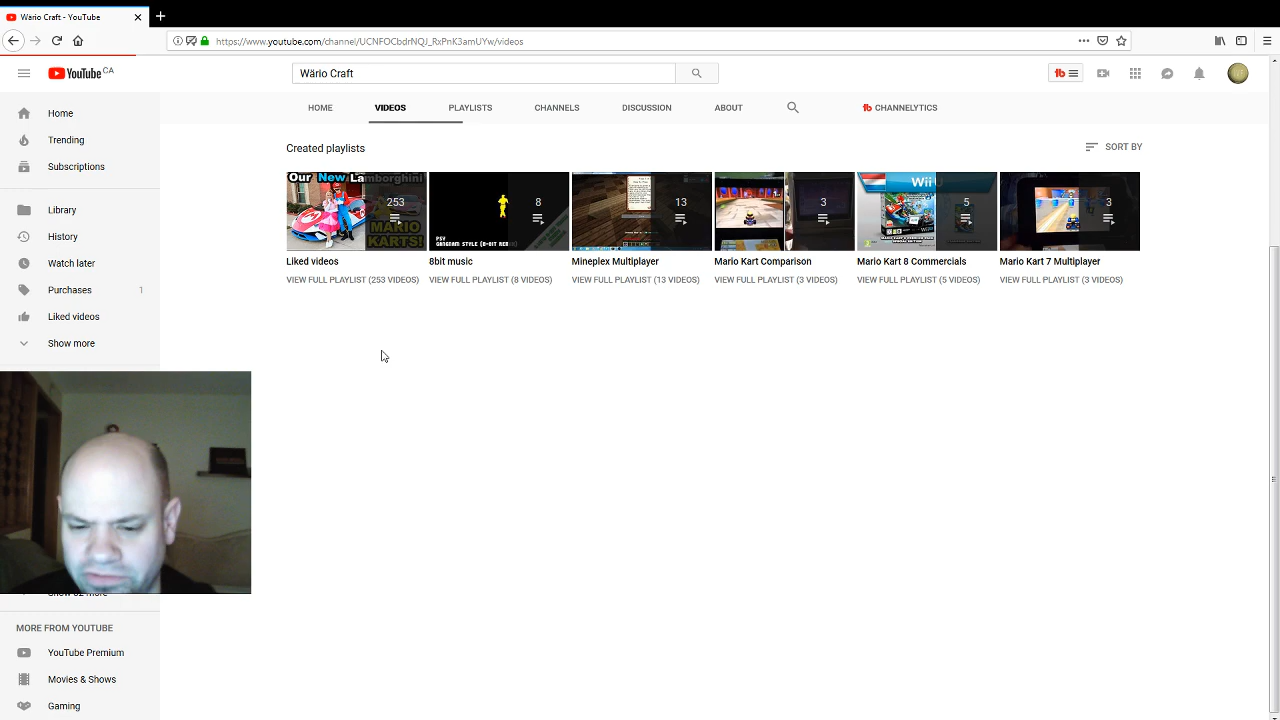 Wärio Craft - YouTube
https://www.youtube.com/channel/UCNFOCbdrNQJ_RxPnK3amUYw/videos
YouTube CA
Wärio Craft
HOME VIDEOS PLAYLISTS CHANNELS DISCUSSION ABOUT CHANNELYTICS
Home
Trending
Subscriptions
Library
History
Watch later
Purchases 1
Liked videos
Show more
MORE FROM YOUTUBE
YouTube Premium
Movies & Shows
Gaming
Created playlists
SORT BY
Our New Lamborghini
253
MARIO
KARTS!
Liked videos
VIEW FULL PLAYLIST (253 VIDEOS)
8
PSY
8bit music
VIEW FULL PLAYLIST (8 VIDEOS)
13
Mineplex Multiplayer
VIEW FULL PLAYLIST (13 VIDEOS)
3
Mario Kart Comparison
VIEW FULL PLAYLIST (3 VIDEOS)
Wii U
5
Mario Kart 8 Commercials
VIEW FULL PLAYLIST (5 VIDEOS)
3
Mario Kart 7 Multiplayer
VIEW FULL PLAYLIST (3 VIDEOS)